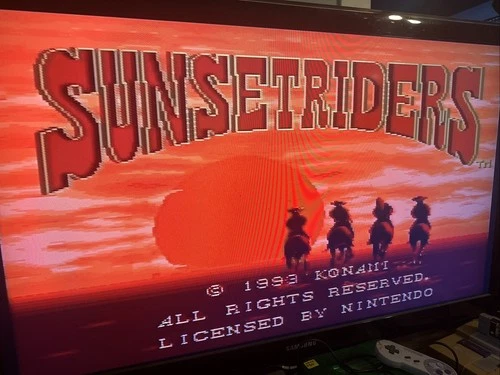 SUNSETRIDERS
TM
© 1993 KONAMI
ALL RIGHTS RESERVED.
LICENSED BY NINTENDO